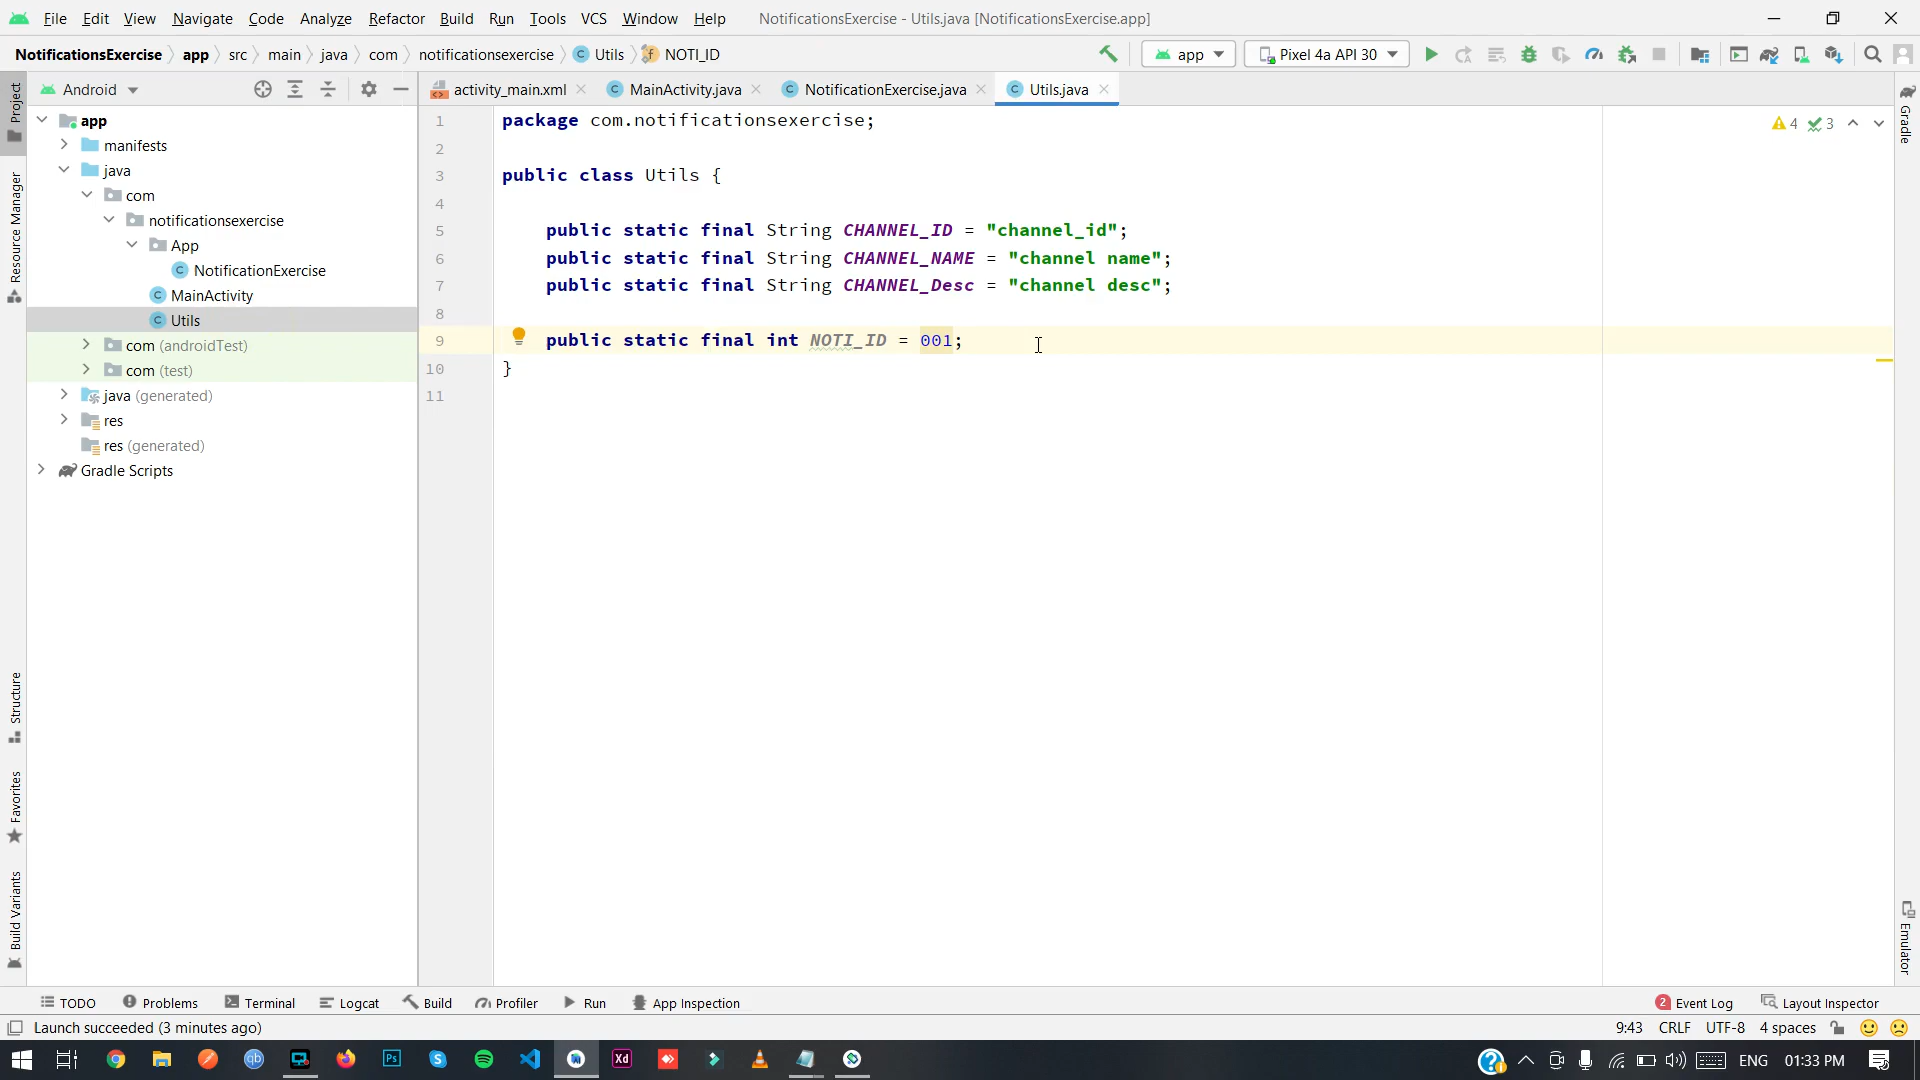 File Edit View Navigate Code Analyze Refactor Build Run Tools VCS Window Help NotificationsExercise - Utils.java [NotificationsExercise.app]
NotificationsExercise app src main java com notificationsexercise Utils NOTI_ID app Pixel 4a API 30
Android
activity_main.xml MainActivity.java NotificationExercise.java Utils.java
app
manifests
java
com
notificationsexercise
App
NotificationExercise
MainActivity
Utils
com (androidTest)
com (test)
java (generated)
res
res (generated)
Gradle Scripts
1 package com.notificationsexercise;
2
3 public class Utils {
4
5 public static final String CHANNEL_ID = "channel_id";
6 public static final String CHANNEL_NAME = "channel name";
7 public static final String CHANNEL_Desc = "channel desc";
8
9 public static final int NOTI_ID = 001;
10 }
11
4 3
Project
Resource Manager
Structure
Favorites
Build Variants
Gradle
Emulator
TODO Problems Terminal Logcat Build Profiler Run App Inspection 2 Event Log Layout Inspector
Launch succeeded (3 minutes ago) 9:43 CRLF UTF-8 4 spaces
qb Ps Xd ENG 01:33 PM